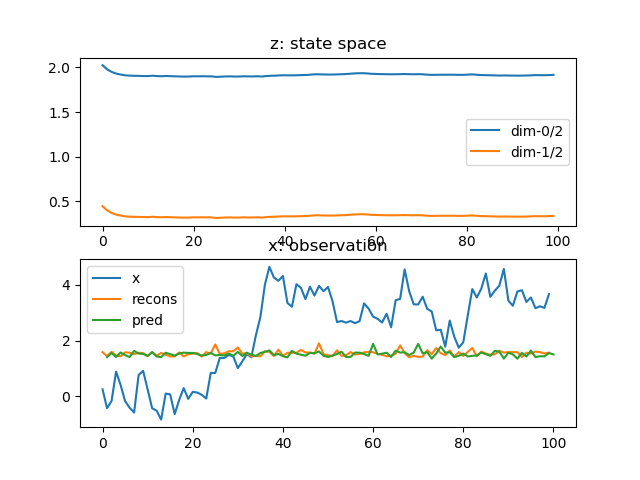 z: state space
2.0
1.5
1.0
0.5
dim-0/2
dim-1/2
0 20 40 60 80 100
x: observation
4
2
0
x
recons
pred
0 20 40 60 80 100